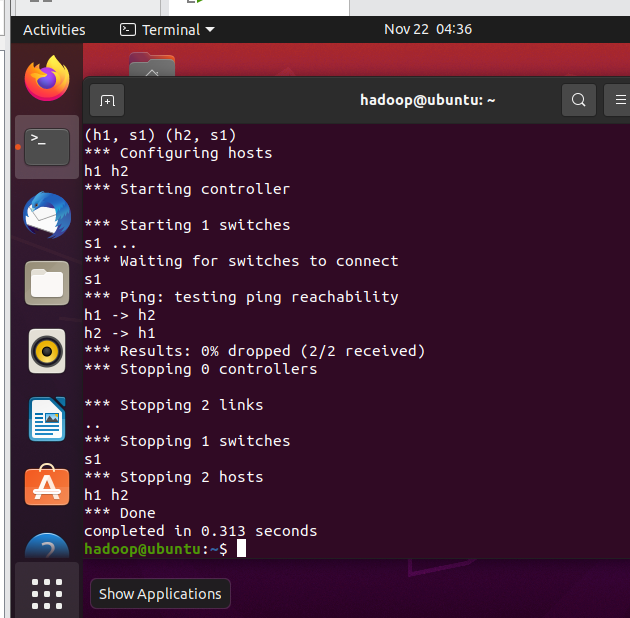 Activities
Terminal
Nov 22 04:36
hadoop@ubuntu: ~
(h1, s1) (h2, s1)
*** Configuring hosts
h1 h2
*** Starting controller
*** Starting 1 switches
s1 ...
*** Waiting for switches to connect
s1
*** Ping: testing ping reachability
h1 -> h2
h2 -> h1
*** Results: 0% dropped (2/2 received)
*** Stopping 0 controllers
*** Stopping 2 links
..
*** Stopping 1 switches
s1
*** Stopping 2 hosts
h1 h2
*** Done
completed in 0.313 seconds
hadoop@ubuntu:~$
Show Applications